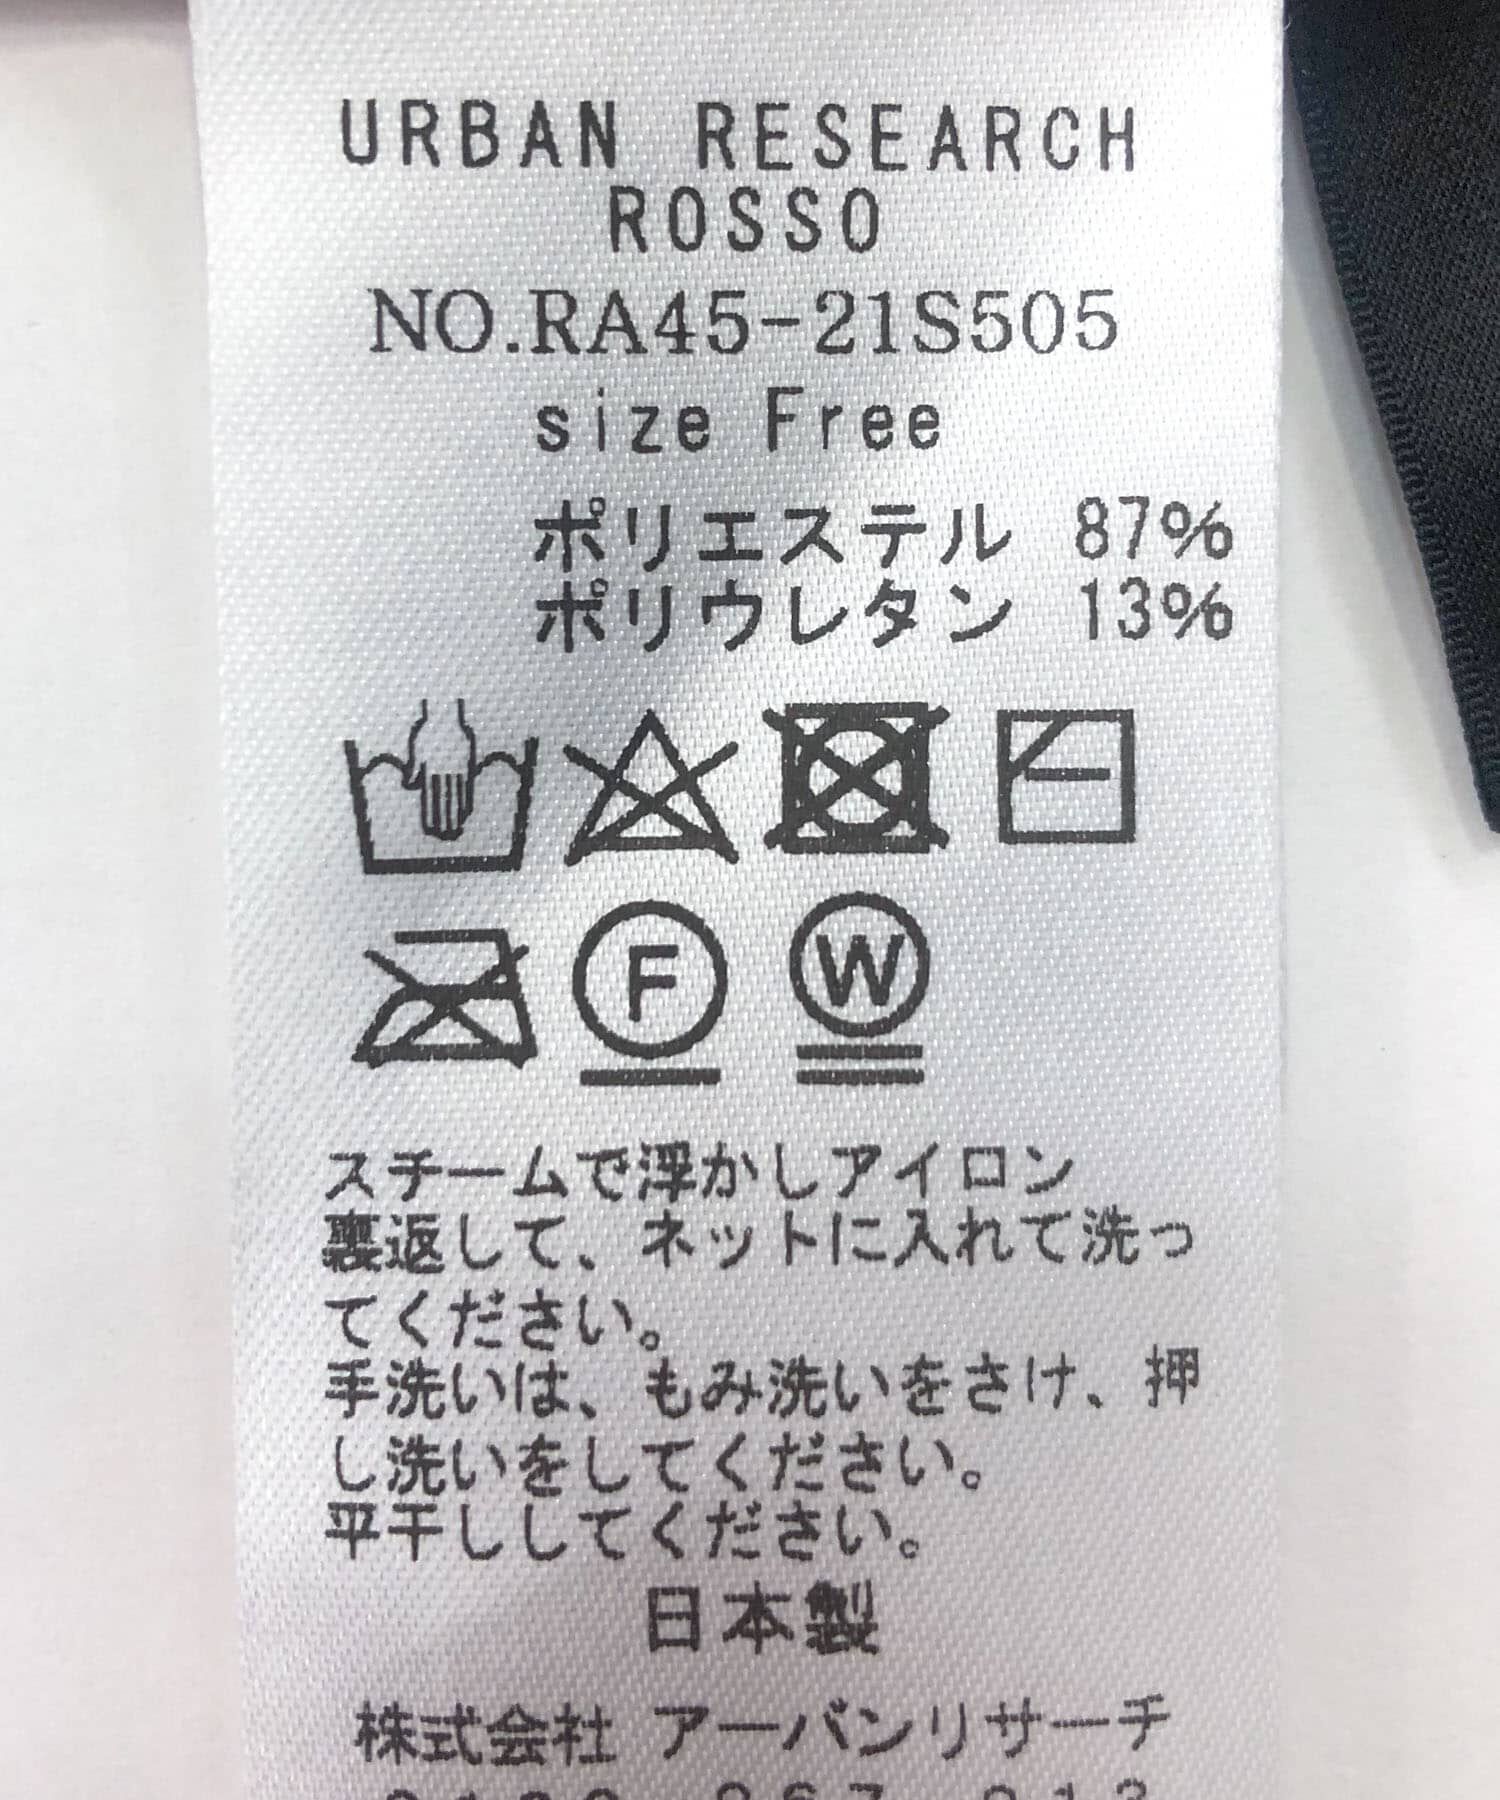 URBAN RESEARCH
ROSSO
NO.RA45-21S505
size Free
ポリエステル 87%
ポリウレタン 13%
F W
スチームで浮かしアイロン
裏返して、ネットに入れて洗っ
てください。
手洗いは、もみ洗いをさけ、押
し洗いをしてください。
平干ししてください。
日本製
株式会社 アーバンリサーチ